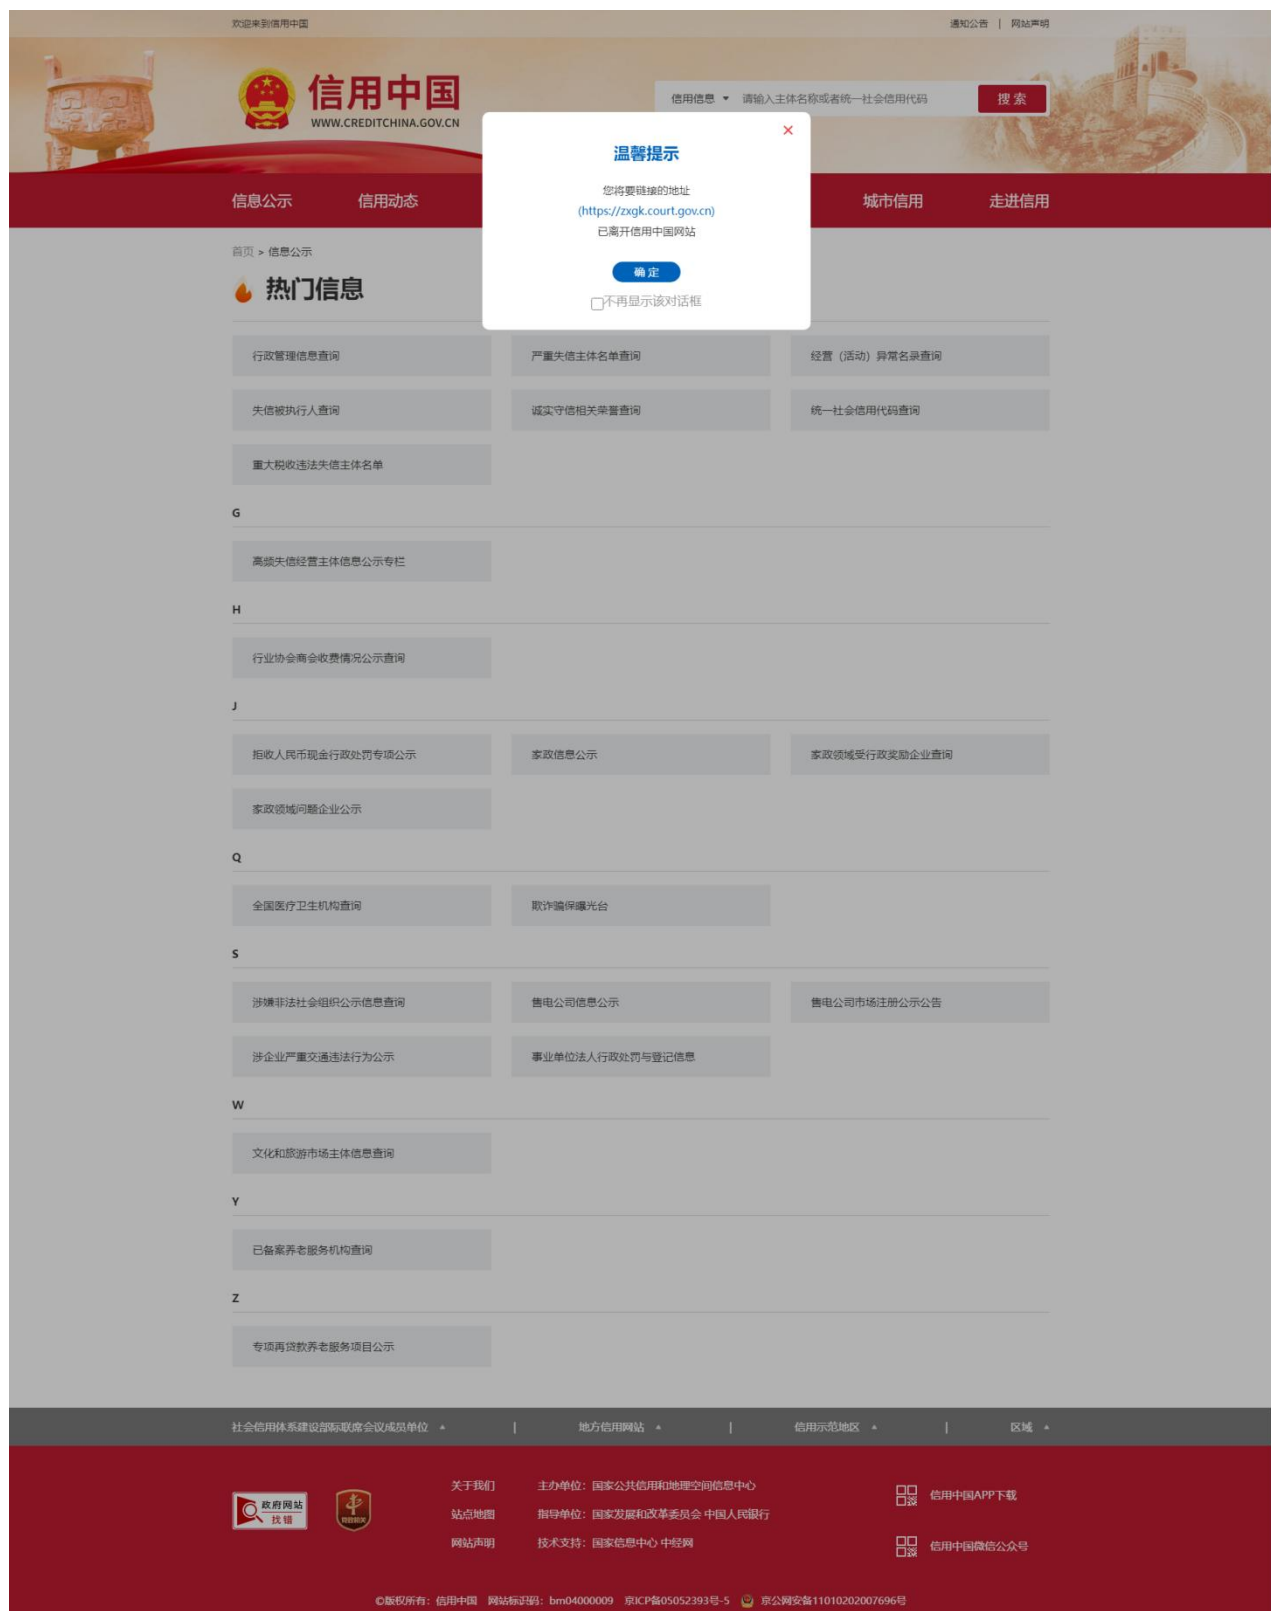 欢迎来到信用中国
通知公告 | 网站声明
信用中国
WWW.CREDITCHINA.GOV.CN
信用信息 请输入主体名称或者统一社会信用代码 搜索
×
温馨提示
您将要链接的地址
(https://zxgk.court.gov.cn)
已离开信用中国网站
确定
不再显示该对话框
信息公示 信用动态 城市信用 走进信用
首页 > 信息公示
热门信息
行政管理信息查询 严重失信主体名单查询 经营（活动）异常名录查询
失信被执行人查询 诚实守信相关荣誉查询 统一社会信用代码查询
重大税收违法失信主体名单
G
高频失信经营主体信息公示专栏
H
行业协会商会收费情况公示查询
J
拒收人民币现金行政处罚专项公示 家政信息公示 家政领域受行政奖励企业查询
家政领域问题企业公示
Q
全国医疗卫生机构查询 欺诈骗保曝光台
S
涉嫌非法社会组织公示信息查询 售电公司信息公示 售电公司市场注册公示公告
涉企业严重交通违法行为公示 事业单位法人行政处罚与登记信息
W
文化和旅游市场主体信息查询
Y
已备案养老服务机构查询
Z
专项再贷款养老服务项目公示
社会信用体系建设部际联席会议成员单位 | 地方信用网站 | 信用示范地区 | 区域
政府网站
找错
党政机关
关于我们 主办单位：国家公共信用和地理空间信息中心
站点地图 指导单位：国家发展和改革委员会 中国人民银行
网站声明 技术支持：国家信息中心 中经网
信用中国APP下载
信用中国微信公众号
©版权所有：信用中国 网站标识码：bm04000009 京ICP备05052393号-5 京公网安备11010202007696号